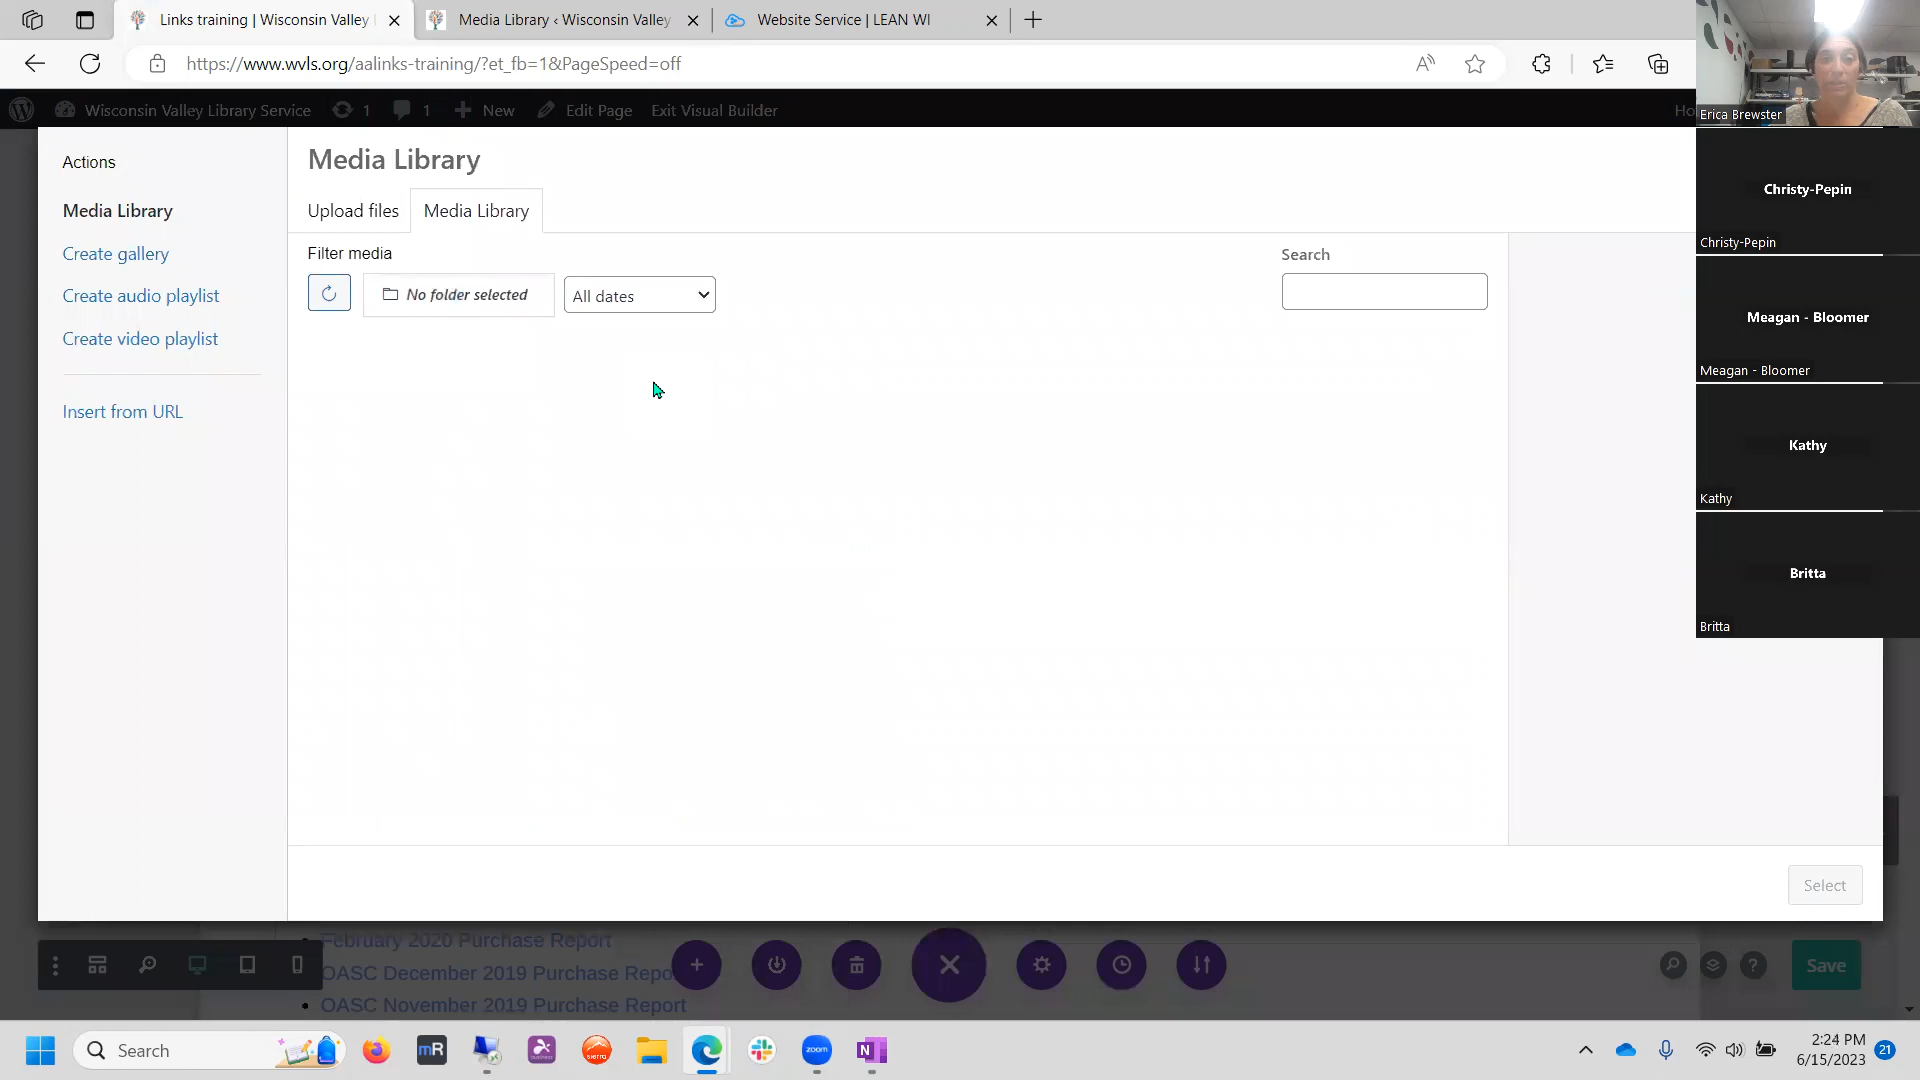 Links training | Wisconsin Valley
Media Library ‹ Wisconsin Valley
Website Service | LEAN WI
https://www.wvls.org/aalinks-training/?et_fb=1&PageSpeed=off
Wisconsin Valley Library Service
1
1
New
Edit Page
Exit Visual Builder
Erica Brewster
Actions
Media Library
Create gallery
Create audio playlist
Create video playlist
Insert from URL
Media Library
Upload files
Media Library
Filter media
No folder selected
All dates
Search
Select
Christy-Pepin
Christy-Pepin
Meagan - Bloomer
Meagan - Bloomer
Kathy
Kathy
Britta
Britta
February 2020 Purchase Report
OASC December 2019 Purchase Repo
OASC November 2019 Purchase Report
Save
Search
mR
sierra
zoom
N
2:24 PM
6/15/2023
21